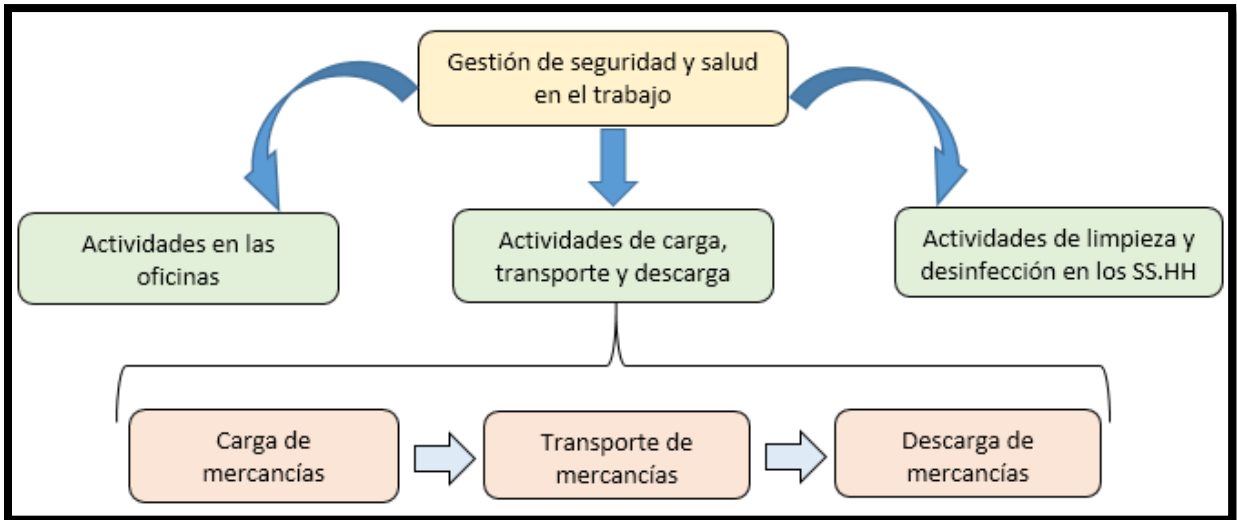 Gestión de seguridad y salud
en el trabajo
Actividades en las
oficinas
Actividades de carga,
transporte y descarga
Actividades de limpieza y
desinfección en los SS.HH
Carga de
mercancías
Transporte de
mercancías
Descarga de
mercancías